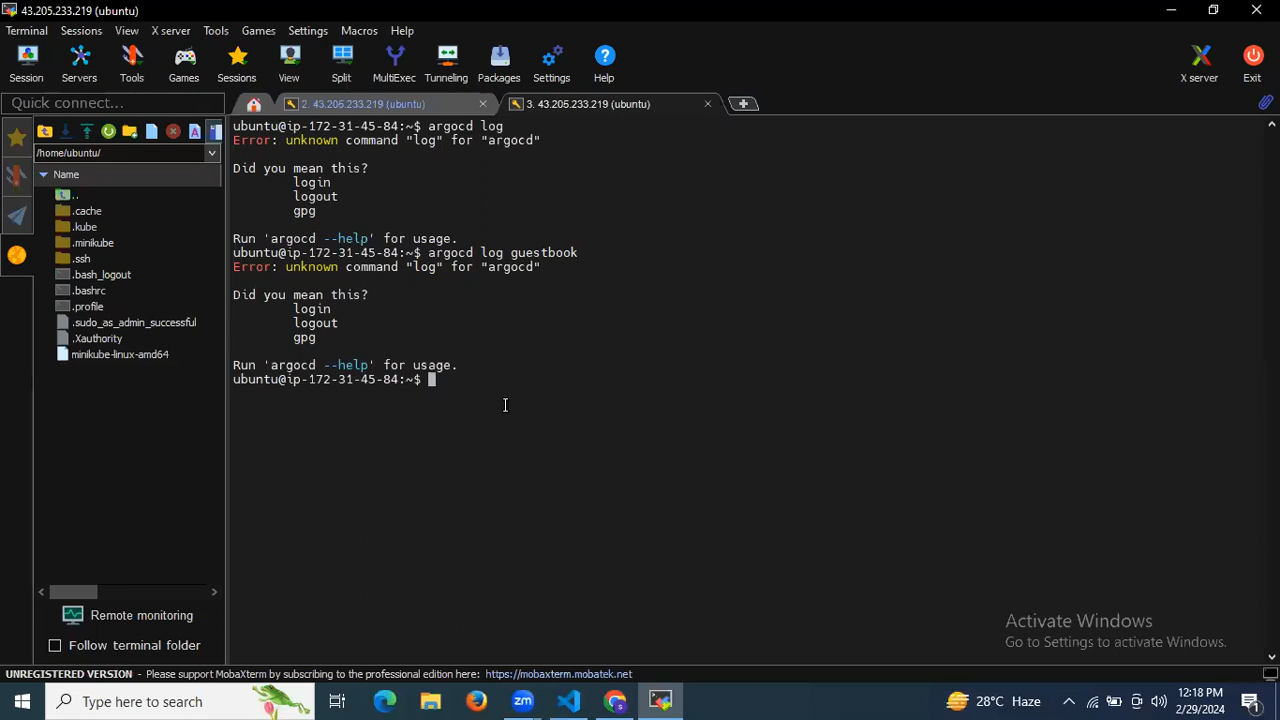 43.205.233.219 (ubuntu)
Terminal Sessions View X server Tools Games Settings Macros Help
Session Servers Tools Games Sessions View Split MultiExec Tunneling Packages Settings Help X server Exit
Quick connect...
2. 43.205.233.219 (ubuntu)
3. 43.205.233.219 (ubuntu)
/home/ubuntu/
Name
..
.cache
.kube
.minikube
.ssh
.bash_logout
.bashrc
.profile
.sudo_as_admin_successful
.Xauthority
minikube-linux-amd64
Remote monitoring
Follow terminal folder
ubuntu@ip-172-31-45-84:~$ argocd log
Error: unknown command "log" for "argocd"
Did you mean this?
login
logout
gpg
Run 'argocd --help' for usage.
ubuntu@ip-172-31-45-84:~$ argocd log guestbook
Error: unknown command "log" for "argocd"
Did you mean this?
login
logout
gpg
Run 'argocd --help' for usage.
ubuntu@ip-172-31-45-84:~$
Activate Windows
Go to Settings to activate Windows.
UNREGISTERED VERSION - Please support MobaXterm by subscribing to the professional edition here: https://mobaxterm.mobatek.net
Type here to search
zm
28°C Haze
12:18 PM
2/29/2024
1